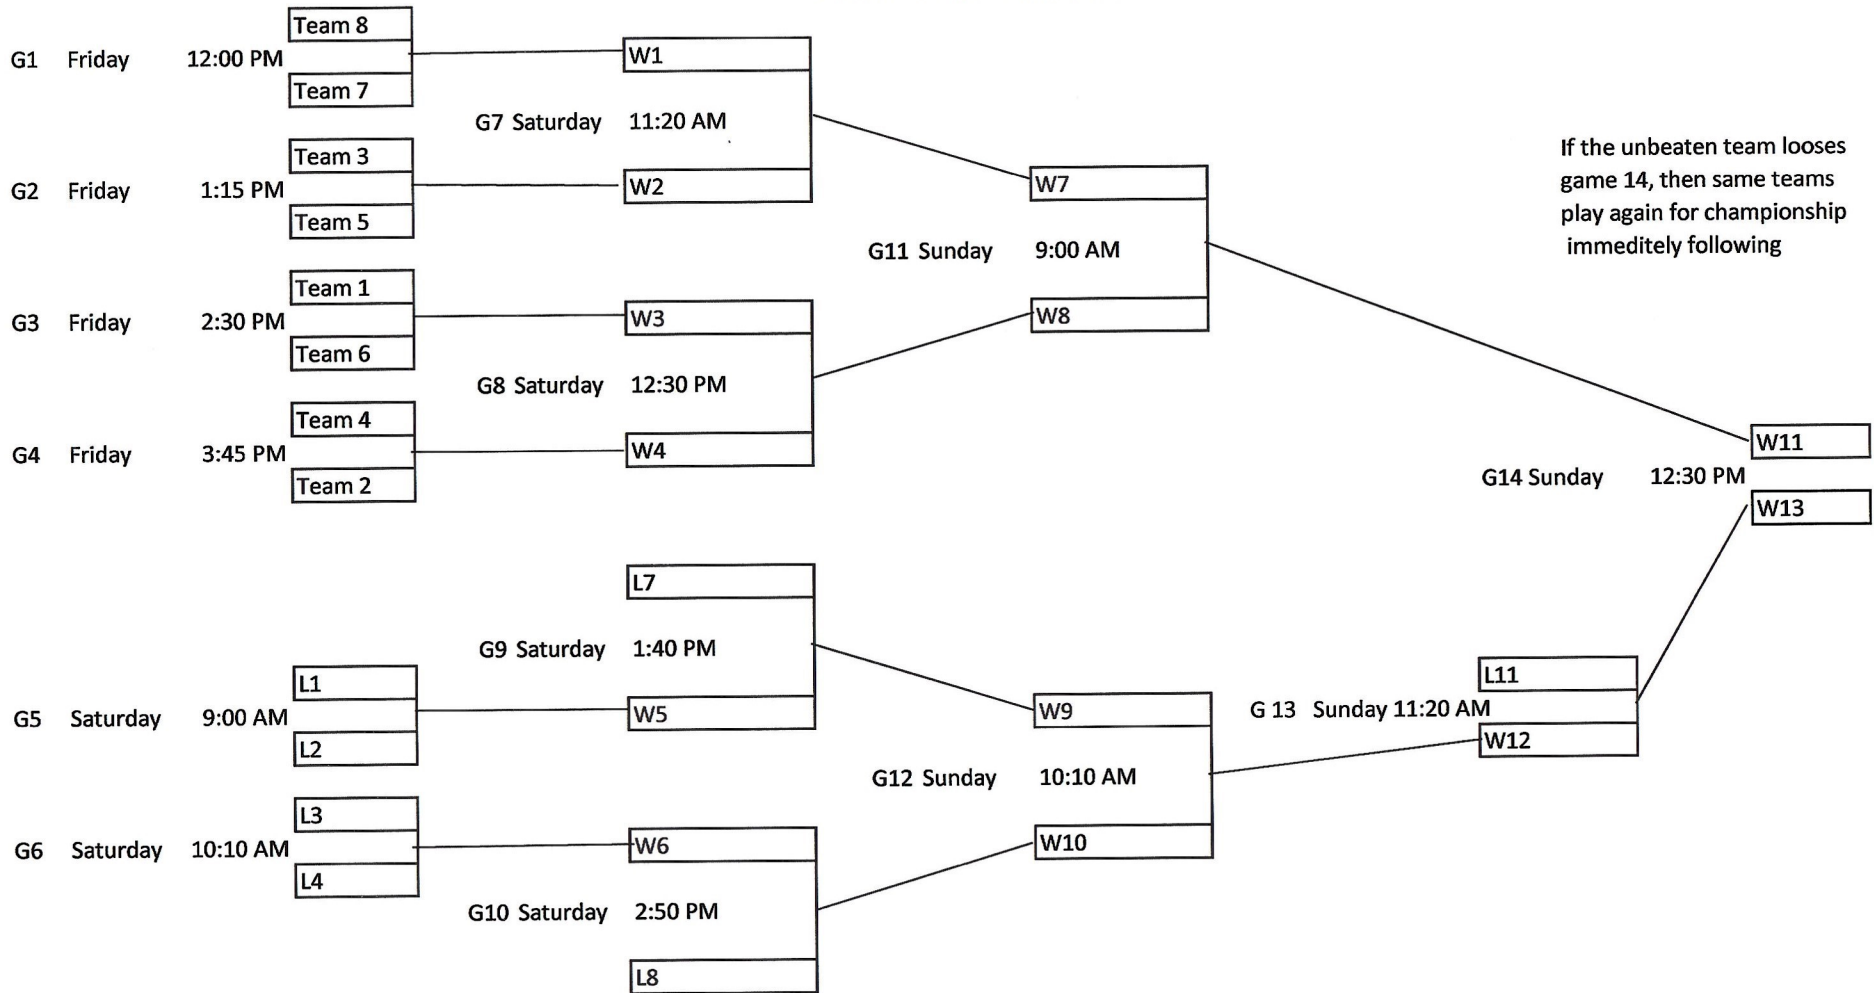 Team 8
G1 Friday 12:00 PM
Team 7
W1
G7 Saturday 11:20 AM
W2
Team 3
G2 Friday 1:15 PM
Team 5
Team 1
G3 Friday 2:30 PM
Team 6
W3
G8 Saturday 12:30 PM
W4
Team 4
G4 Friday 3:45 PM
Team 2
W7
G11 Sunday 9:00 AM
W8
If the unbeaten team looses
game 14, then same teams
play again for championship
immeditely following
W11
G14 Sunday 12:30 PM
W13
L7
G9 Saturday 1:40 PM
W5
L1
G5 Saturday 9:00 AM
L2
L3
G6 Saturday 10:10 AM
L4
W6
G10 Saturday 2:50 PM
L8
W9
G12 Sunday 10:10 AM
W10
L11
G 13 Sunday 11:20 AM
W12